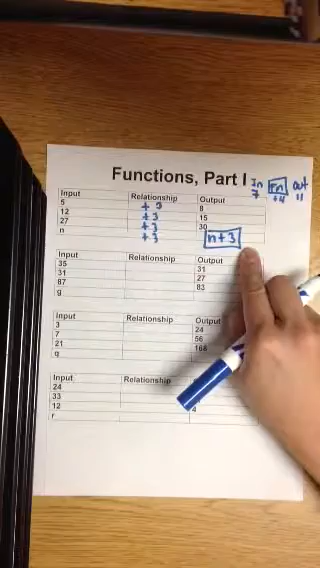 Functions, Part I
In Fn out
7 +4 11
Input Relationship Output
5 +3 8
12 +3 15
27 +3 30
n +3 n+3
Input Relationship Output
35 31
31 27
87 83
g
Input Relationship Output
3 24
7 56
21 168
q
Input Relationship
24
33
12 4
r